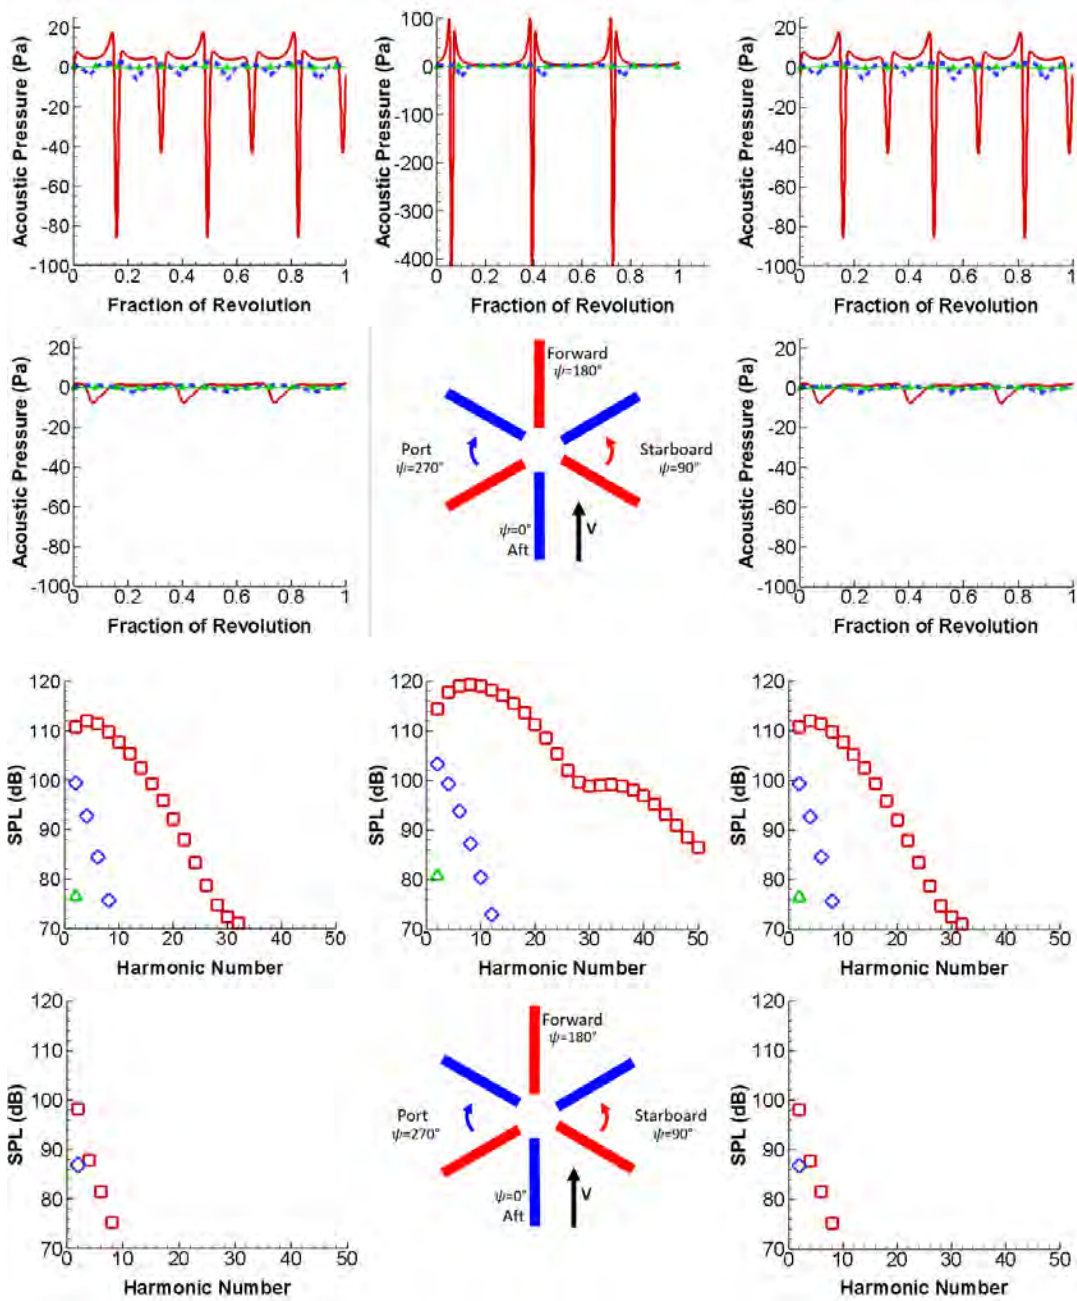 20
0
-20
-40
-60
-80
-100
0 0.2 0.4 0.6 0.8 1
Acoustic Pressure (Pa)
Fraction of Revolution
100
0
-100
-200
-300
-400
0 0.2 0.4 0.6 0.8 1
Acoustic Pressure (Pa)
Fraction of Revolution
20
0
-20
-40
-60
-80
-100
0 0.2 0.4 0.6 0.8 1
Acoustic Pressure (Pa)
Fraction of Revolution
20
0
-20
-40
-60
-80
-100
0 0.2 0.4 0.6 0.8 1
Acoustic Pressure (Pa)
Fraction of Revolution
Forward
ψ=180°
Port
ψ=270°
Starboard
ψ=90°
ψ=0°
Aft
V
20
0
-20
-40
-60
-80
-100
0 0.2 0.4 0.6 0.8 1
Acoustic Pressure (Pa)
Fraction of Revolution
120
110
100
90
80
70
0 10 20 30 40 50
SPL (dB)
Harmonic Number
120
110
100
90
80
70
0 10 20 30 40 50
SPL (dB)
Harmonic Number
120
110
100
90
80
70
0 10 20 30 40 50
SPL (dB)
Harmonic Number
120
110
100
90
80
70
0 10 20 30 40 50
SPL (dB)
Harmonic Number
Forward
ψ=180°
Port
ψ=270°
Starboard
ψ=90°
ψ=0°
Aft
V
120
110
100
90
80
70
0 10 20 30 40 50
SPL (dB)
Harmonic Number